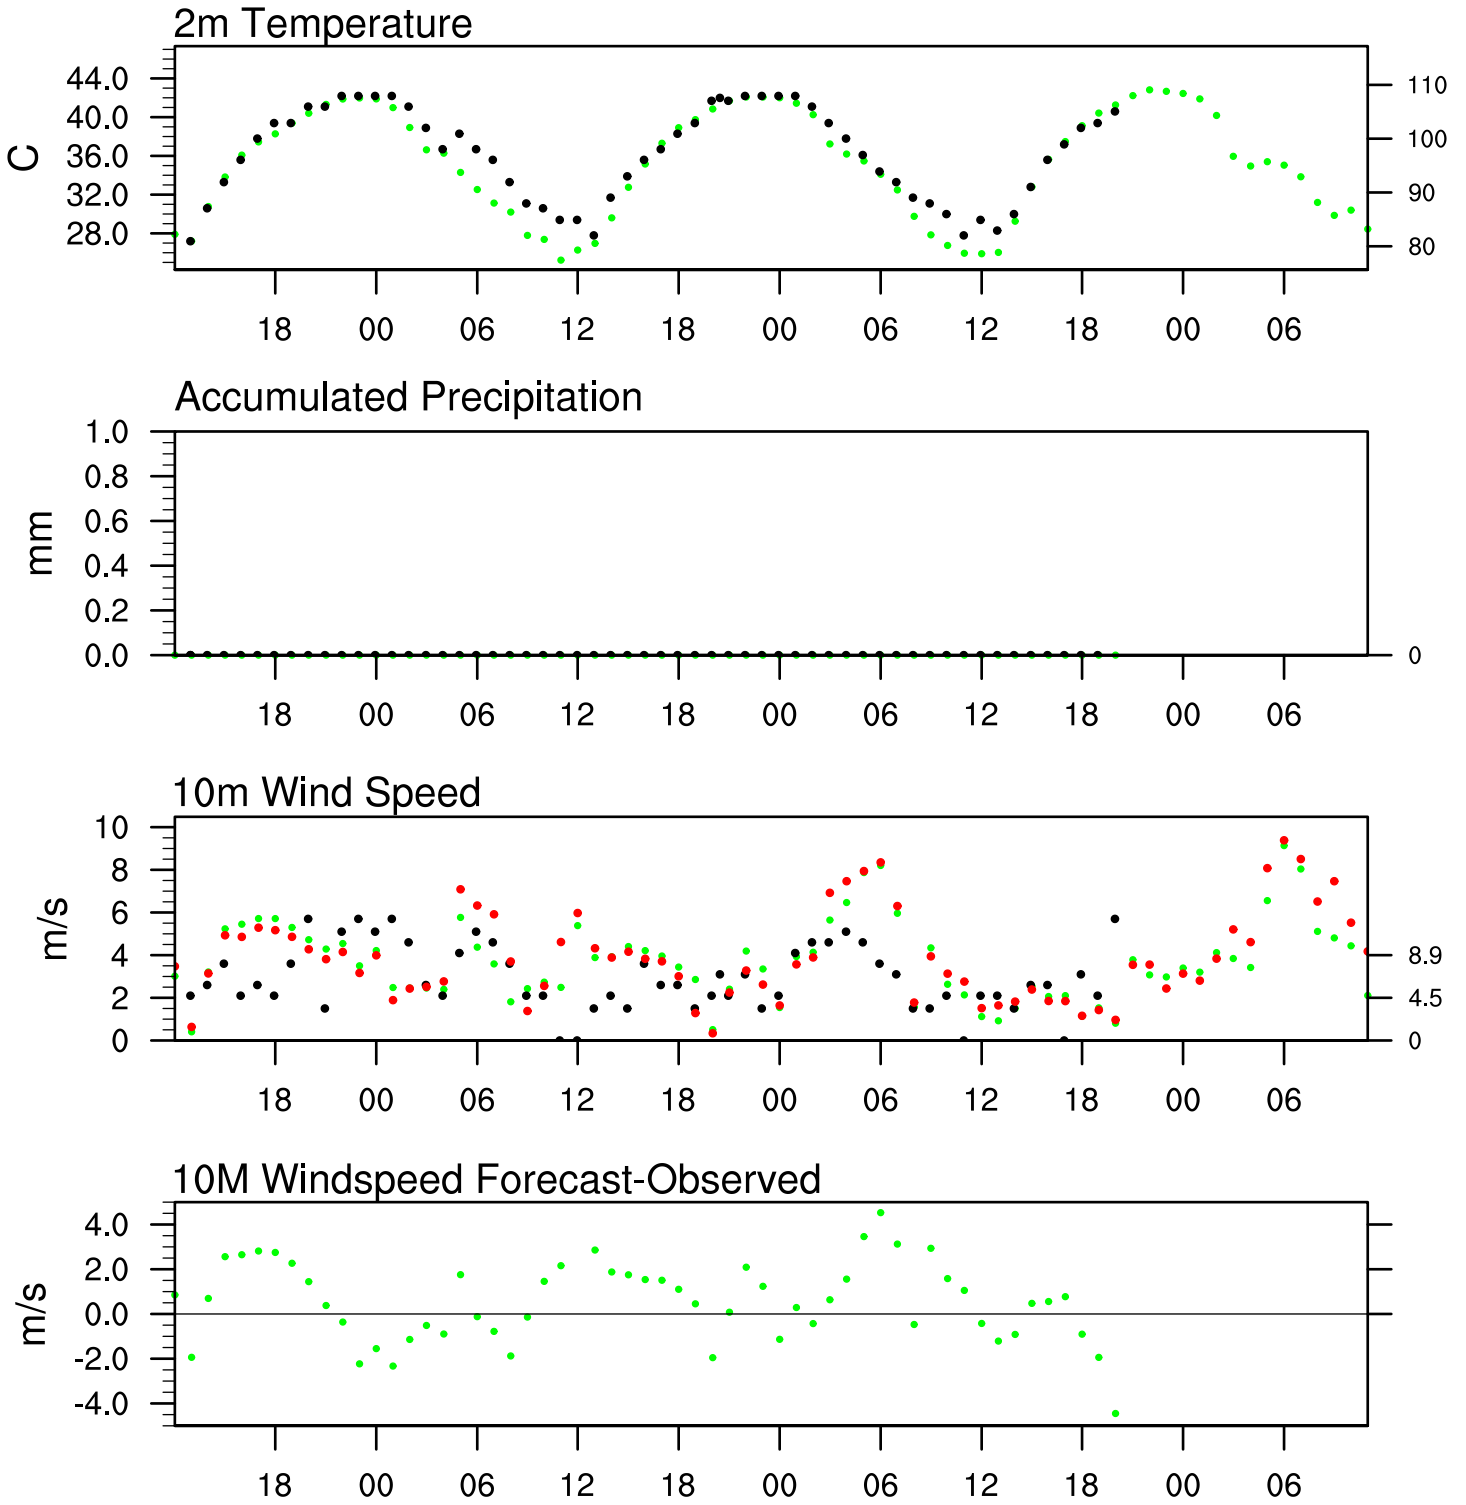 2m Temperature
44.0
40.0
36.0
32.0
28.0
C
110
100
90
80
18 00 06 12 18 00 06 12 18 00 06
Accumulated Precipitation
1.0
0.8
0.6
0.4
0.2
0.0
mm
0
18 00 06 12 18 00 06 12 18 00 06
10m Wind Speed
10
8
6
4
2
0
m/s
8.9
4.5
0
18 00 06 12 18 00 06 12 18 00 06
10M Windspeed Forecast-Observed
4.0
2.0
0.0
-2.0
-4.0
m/s
18 00 06 12 18 00 06 12 18 00 06